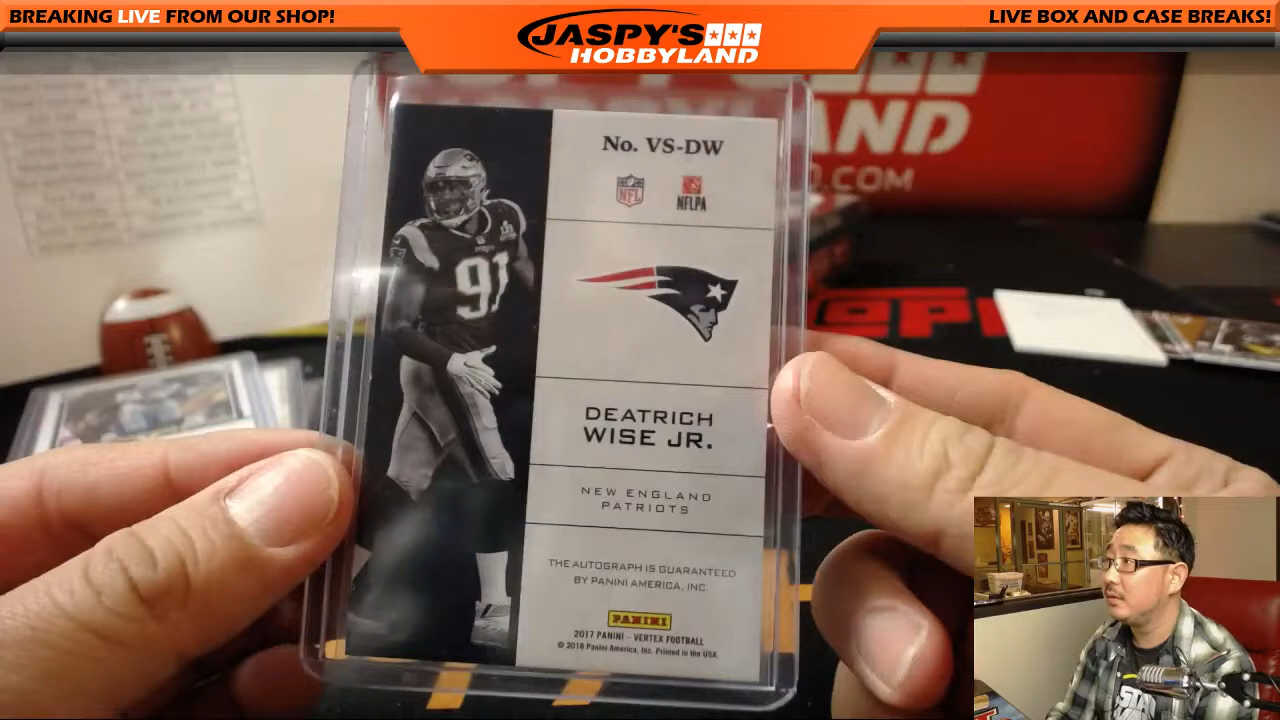 BREAKING LIVE FROM OUR SHOP!
JASPY'S
HOBBYLAND
LIVE BOX AND CASE BREAKS!
LAND
.COM
No. VS-DW
NFL
NFLPA
91
DEATRICH
WISE JR.
NEW ENGLAND
PATRIOTS
THE AUTOGRAPH IS GUARANTEED
BY PANINI AMERICA, INC
PANINI
2017 PANINI – VERTEX FOOTBALL
© 2018 Panini America, Inc. Printed in the USA.